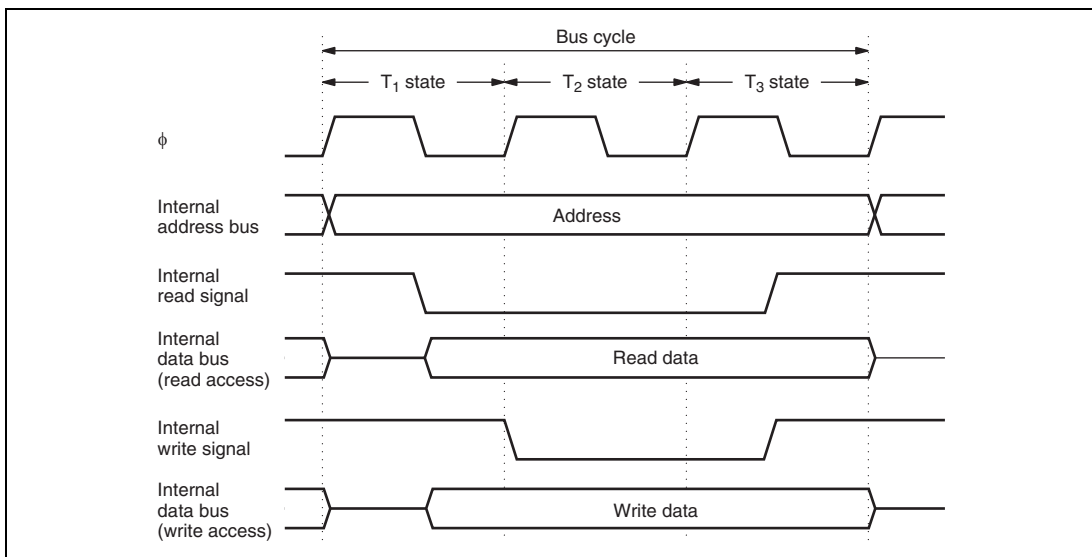 Bus cycle
T₁ state
T₂ state
T₃ state
ϕ
Internal
address bus
Address
Internal
read signal
Internal
data bus
(read access)
Read data
Internal
write signal
Internal
data bus
(write access)
Write data